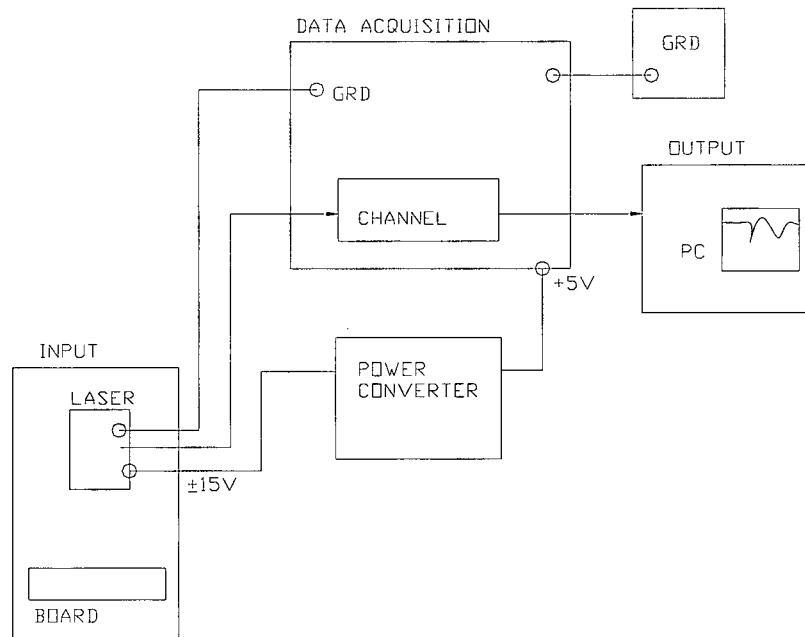 DATA ACQUISITION
GRD
GRD
OUTPUT
CHANNEL
PC
+5V
INPUT
POWER
CONVERTER
LASER
±15V
BOARD